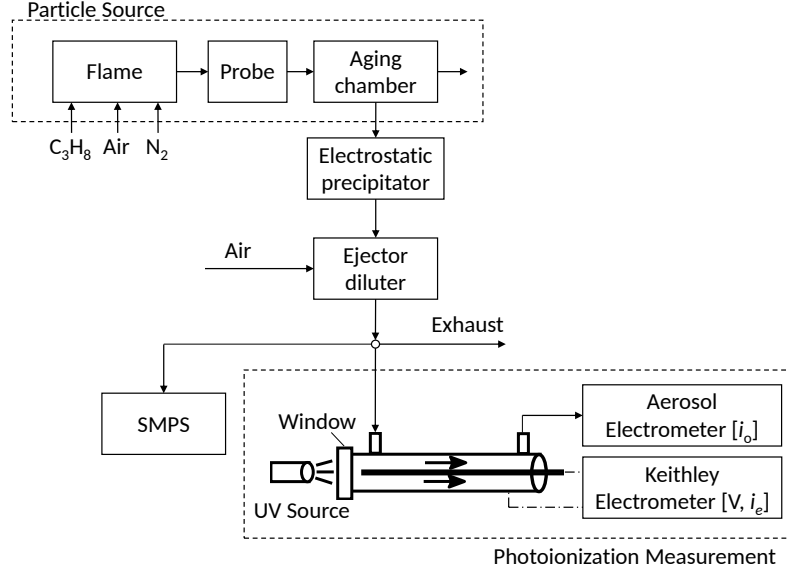 Particle Source
Flame
Probe
Aging
chamber
C₃H₈ Air N₂
Electrostatic
precipitator
Air
Ejector
diluter
Exhaust
SMPS
Window
UV Source
Aerosol
Electrometer [iₒ]
Keithley
Electrometer [V, iₑ]
Photoionization Measurement